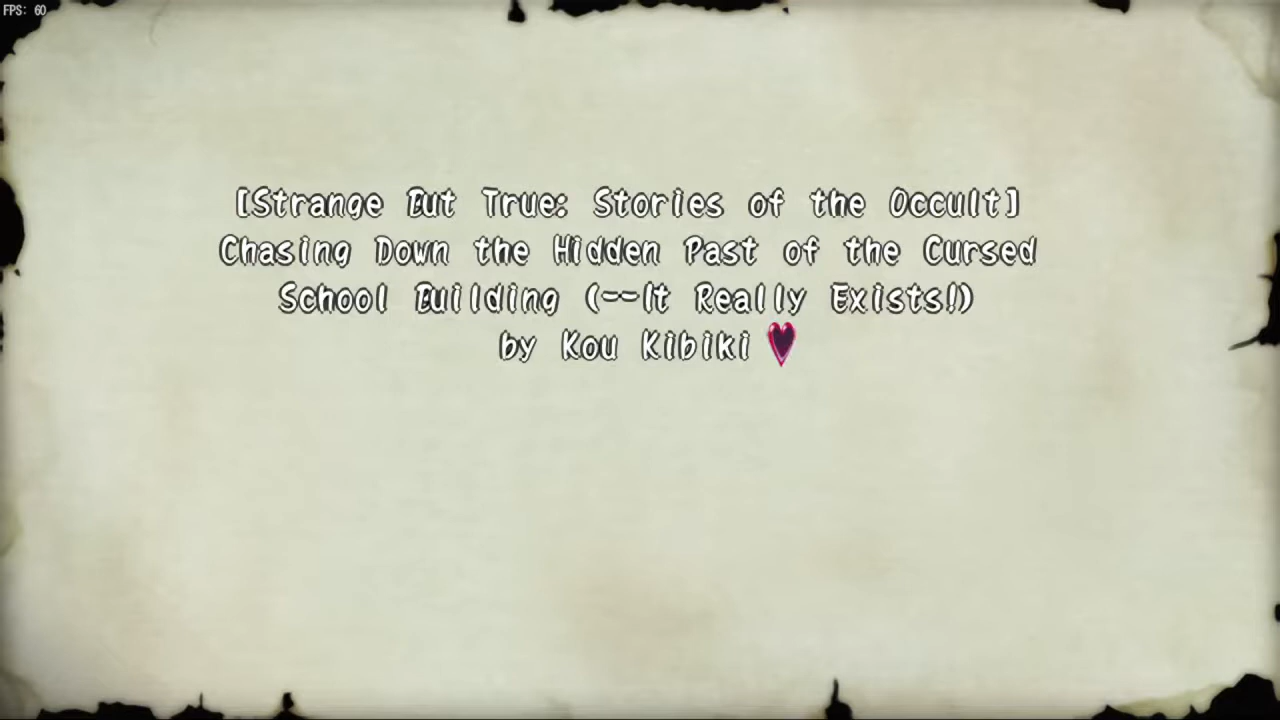 FPS: 60
[Strange But True: Stories of the Occult]
Chasing Down the Hidden Past of the Cursed
School Building (--It Really Exists!)
by Kou Kibiki